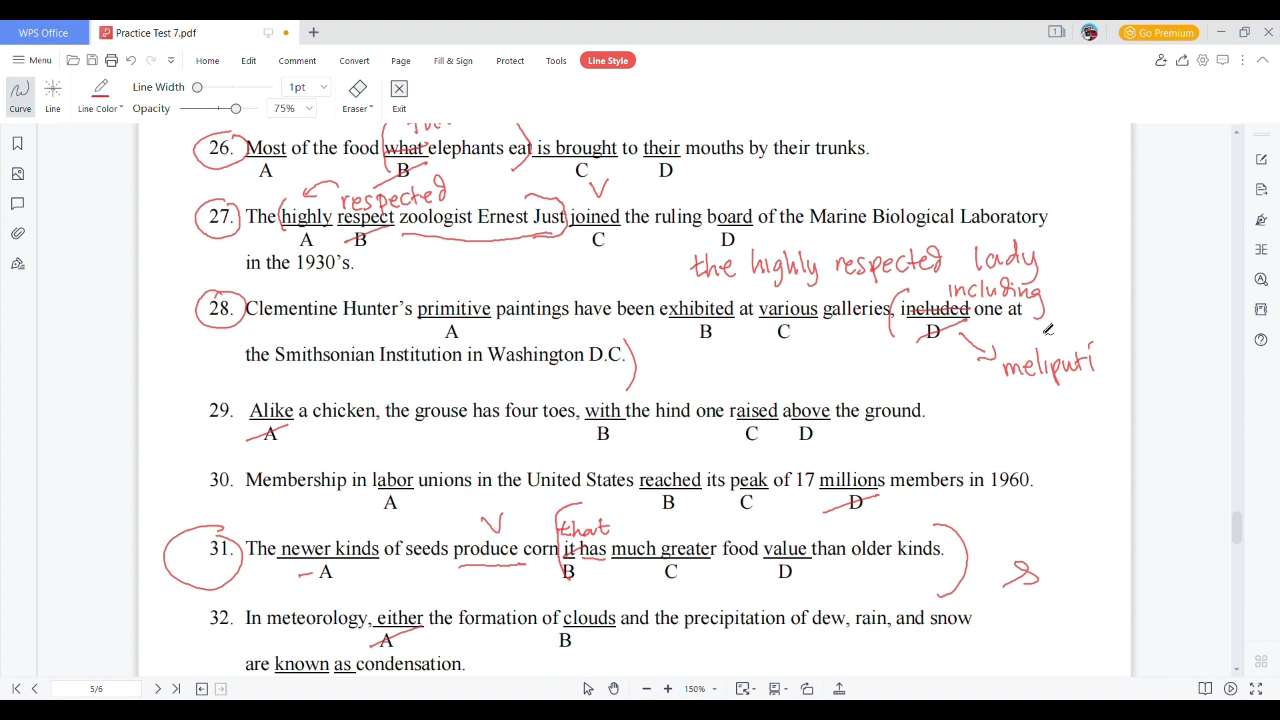 WPS Office
Practice Test 7.pdf
Go Premium
Menu
Home
Edit
Comment
Convert
Page
Fill & Sign
Protect
Tools
Line Style
Curve
Line
Line Color
Line Width
1pt
Opacity
75%
Eraser
Exit
26. Most of the food what elephants eat is brought to their mouths by their trunks.
A B C D
V
respected
27. The highly respect zoologist Ernest Just joined the ruling board of the Marine Biological Laboratory
A B C D
in the 1930's.
the highly respected lady
including
28. Clementine Hunter's primitive paintings have been exhibited at various galleries, included one at
A B C D
the Smithsonian Institution in Washington D.C.
meliputi
29. Alike a chicken, the grouse has four toes, with the hind one raised above the ground.
A B C D
30. Membership in labor unions in the United States reached its peak of 17 millions members in 1960.
A B C D
V that
31. The newer kinds of seeds produce corn it has much greater food value than older kinds.
A B C D
32. In meteorology, either the formation of clouds and the precipitation of dew, rain, and snow
A B
are known as condensation.
5/6
150%